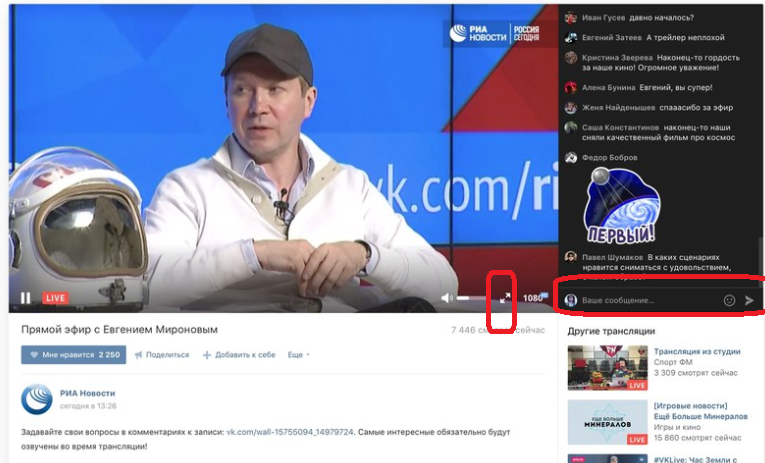 РИА НОВОСТИ РОССИЯ СЕГОДНЯ
vk.com/ri
LIVE
1080
Иван Гусев давно началось?
Евгений Затеев А трейлер неплохой
Кристина Зверева Наконец-то гордость
за наше кино! Огромное уважение!
Алена Бунина Евгений, вы супер!
Женя Найденышев спаасибо за эфир
Саша Константинов наконец-то наши
сняли качественный фильм про космос
Федор Бобров
ПЕРВЫЙ!
Павел Шумаков В каких сценариях
нравится сниматься с удовольствием,
Ваше сообщение...
Прямой эфир с Евгением Мироновым
7 446 смотрят сейчас
Мне нравится 2 250 Поделиться Добавить к себе Еще
РИА Новости
сегодня в 13:26
Задавайте свои вопросы в комментариях к записи: vk.com/wall-15755094_14979724. Самые интересные обязательно будут
озвучены во время трансляции!
Другие трансляции
Трансляция из студии
Спорт ФМ
3 309 смотрят сейчас
LIVE
ЕЩЕ БОЛЬШЕ
МИНЕРАЛОВ
LIVE
[Игровые новости]
Ещё Больше Минералов
Игры и кино
15 860 смотрят сейчас
#VKLive: Час Земли с